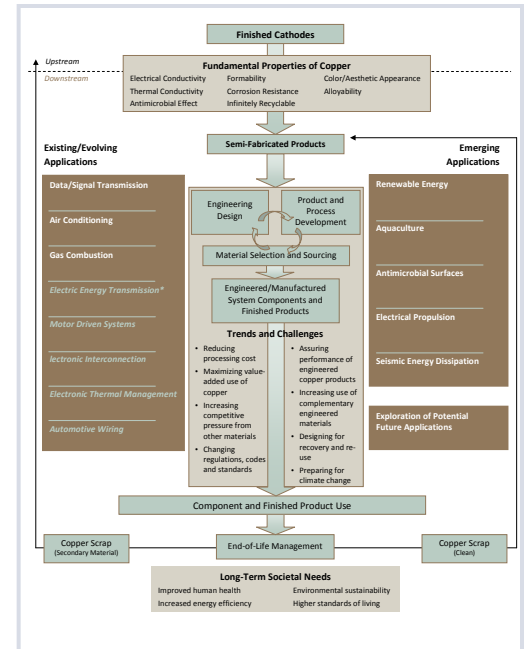 Finished Cathodes
Upstream
Downstream
Fundamental Properties of Copper
Electrical Conductivity
Formability
Color/Aesthetic Appearance
Thermal Conductivity
Corrosion Resistance
Alloyability
Antimicrobial Effect
Infinitely Recyclable
Semi-Fabricated Products
Existing/Evolving
Applications
Data/Signal Transmission
Air Conditioning
Gas Combustion
Electric Energy Transmission*
Motor Driven Systems
lectronic Interconnection
Electronic Thermal Management
Automotive Wiring
Engineering
Design
Product and
Process
Development
Material Selection and Sourcing
Engineered/Manufactured
System Components and
Finished Products
Trends and Challenges
• Reducing
processing cost
• Maximizing value-
added use of
copper
• Increasing
competitive
pressure from
other materials
• Changing
regulations, codes
and standards
• Assuring
performance of
engineered
copper products
• Increasing use of
complementary
engineered
materials
• Designing for
recovery and re-
use
• Preparing for
climate change
Emerging
Applications
Renewable Energy
Aquaculture
Antimicrobial Surfaces
Electrical Propulsion
Seismic Energy Dissipation
Exploration of Potential
Future Applications
Component and Finished Product Use
Copper Scrap
(Secondary Material)
End-of-Life Management
Copper Scrap
(Clean)
Long-Term Societal Needs
Improved human health
Environmental sustainability
Increased energy efficiency
Higher standards of living